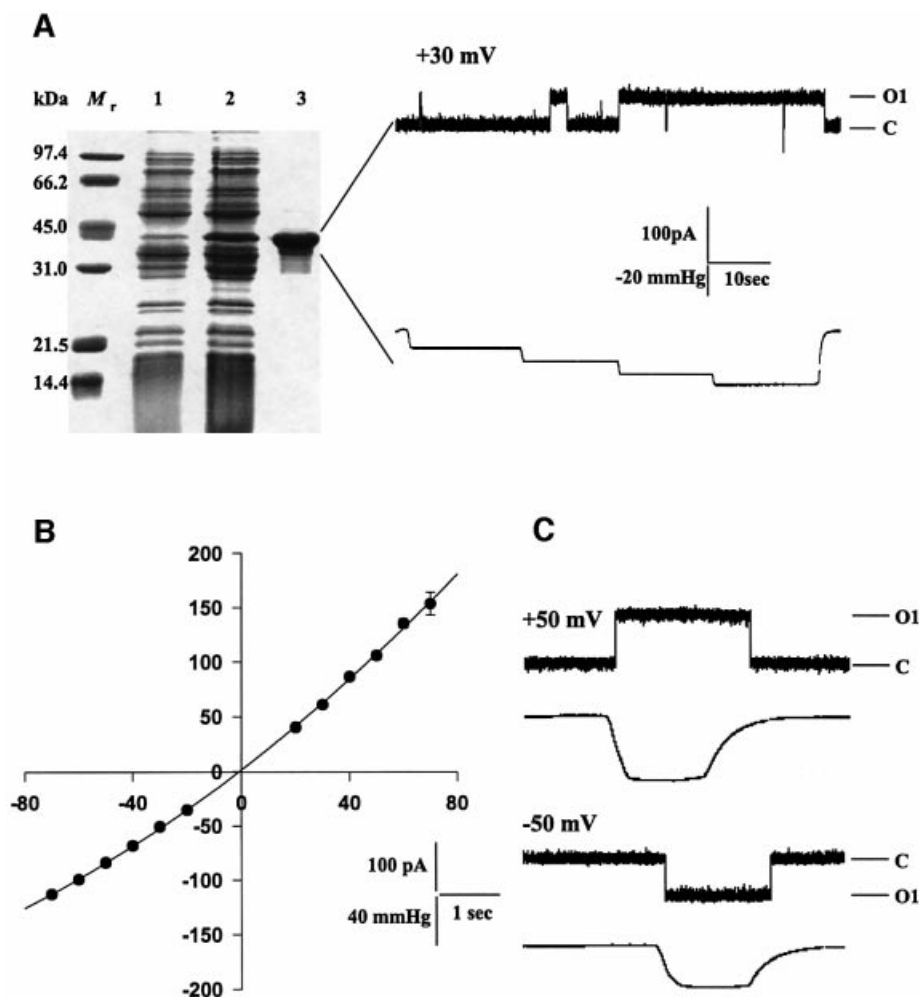 A
+30 mV
kDa Mr 1 2 3
O1
C
97.4
66.2
45.0
31.0
21.5
14.4
100pA
-20 mmHg 10sec
B
200
150
100
50
0
-80 -40 0 40 80
-50
-100
-150
-200
100 pA
40 mmHg 1 sec
C
+50 mV
O1
C
-50 mV
C
O1